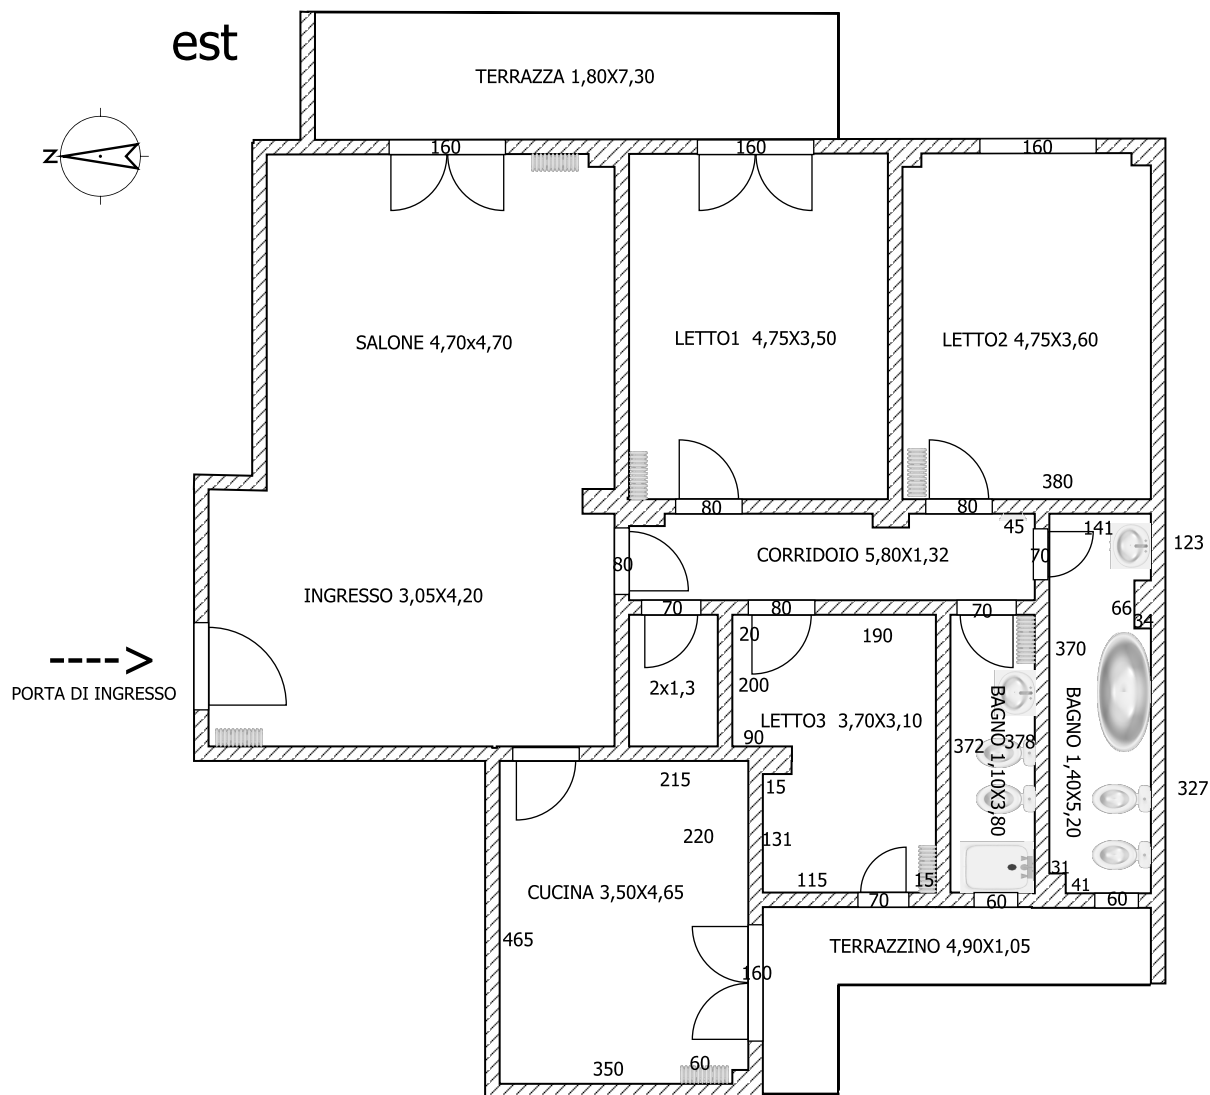 est
TERRAZZA 1,80X7,30
N
160
160
160
SALONE 4,70x4,70
LETTO1 4,75X3,50
LETTO2 4,75X3,60
380
80
80
45
141
123
80
CORRIDOIO 5,80X1,32
70
INGRESSO 3,05X4,20
70
80
70
66
34
20
190
370
---->
PORTA DI INGRESSO
2x1,3
200
LETTO3 3,70X3,10
90
372
BAGNO 1,10X3,80
378
BAGNO 1,40X5,20
215
15
327
220
131
CUCINA 3,50X4,65
115
15
31
41
70
60
60
465
TERRAZZINO 4,90X1,05
160
350
60